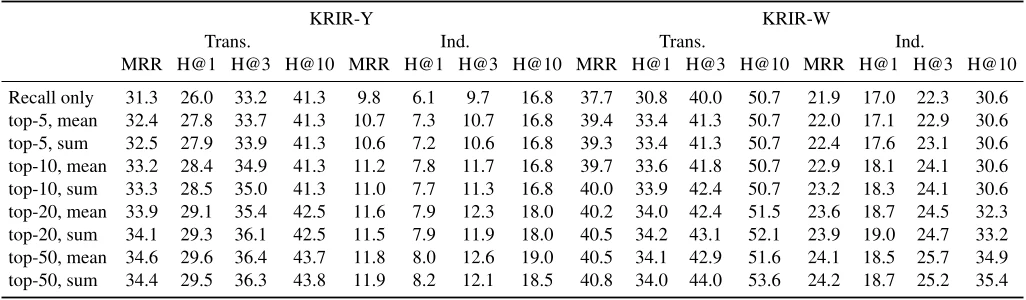 KRIR-Y KRIR-W
Trans. Ind. Trans. Ind.
MRR H@1 H@3 H@10 MRR H@1 H@3 H@10 MRR H@1 H@3 H@10 MRR H@1 H@3 H@10
Recall only 31.3 26.0 33.2 41.3 9.8 6.1 9.7 16.8 37.7 30.8 40.0 50.7 21.9 17.0 22.3 30.6
top-5, mean 32.4 27.8 33.7 41.3 10.7 7.3 10.7 16.8 39.4 33.4 41.3 50.7 22.0 17.1 22.9 30.6
top-5, sum 32.5 27.9 33.9 41.3 10.6 7.2 10.6 16.8 39.3 33.4 41.3 50.7 22.4 17.6 23.1 30.6
top-10, mean 33.2 28.4 34.9 41.3 11.2 7.8 11.7 16.8 39.7 33.6 41.8 50.7 22.9 18.1 24.1 30.6
top-10, sum 33.3 28.5 35.0 41.3 11.0 7.7 11.3 16.8 40.0 33.9 42.4 50.7 23.2 18.3 24.1 30.6
top-20, mean 33.9 29.1 35.4 42.5 11.6 7.9 12.3 18.0 40.2 34.0 42.4 51.5 23.6 18.7 24.5 32.3
top-20, sum 34.1 29.3 36.1 42.5 11.5 7.9 11.9 18.0 40.5 34.2 43.1 52.1 23.9 19.0 24.7 33.2
top-50, mean 34.6 29.6 36.4 43.7 11.8 8.0 12.6 19.0 40.5 34.1 42.9 51.6 24.1 18.5 25.7 34.9
top-50, sum 34.4 29.5 36.3 43.8 11.9 8.2 12.1 18.5 40.8 34.0 44.0 53.6 24.2 18.7 25.2 35.4